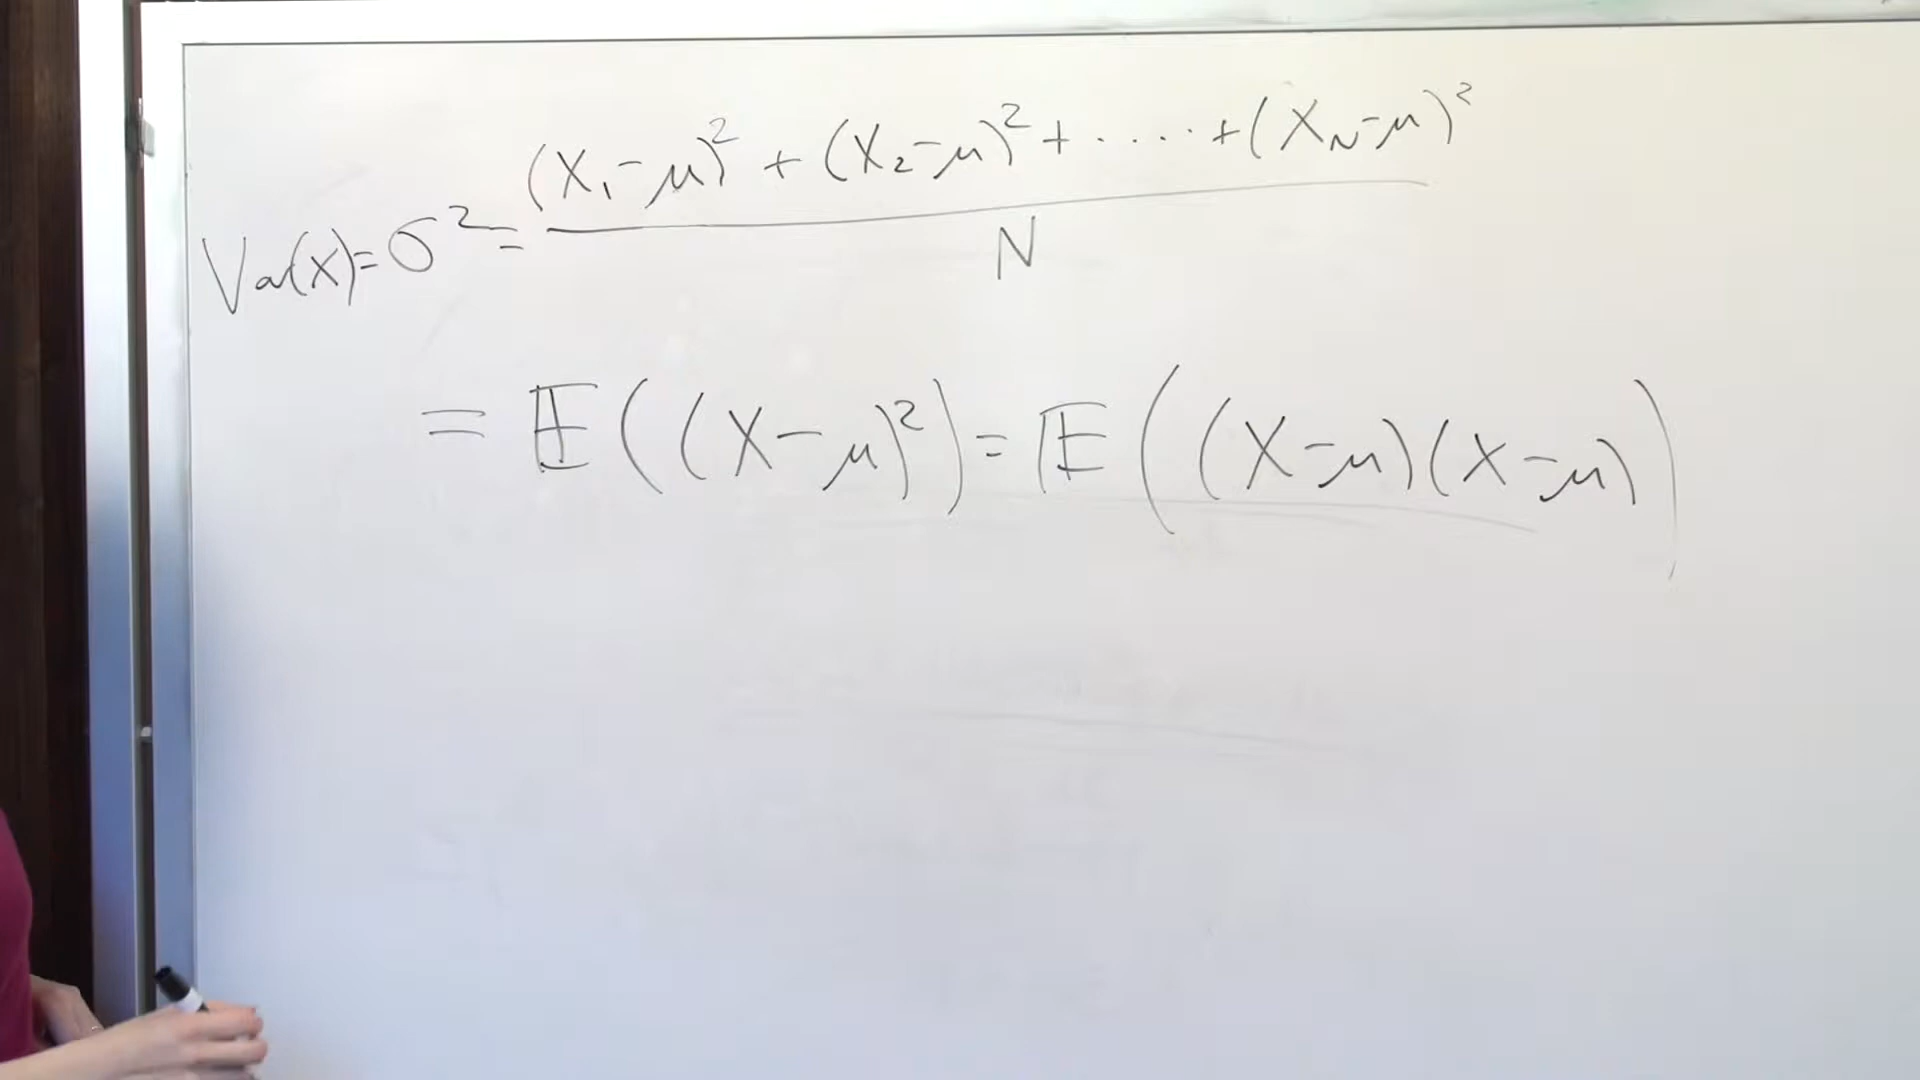 Var(X) = σ² = ((X₁-μ)² + (X₂-μ)² + ..... + (X_N-μ)²) / N
= 𝔼((X-μ)²) = 𝔼((X-μ)(X-μ))